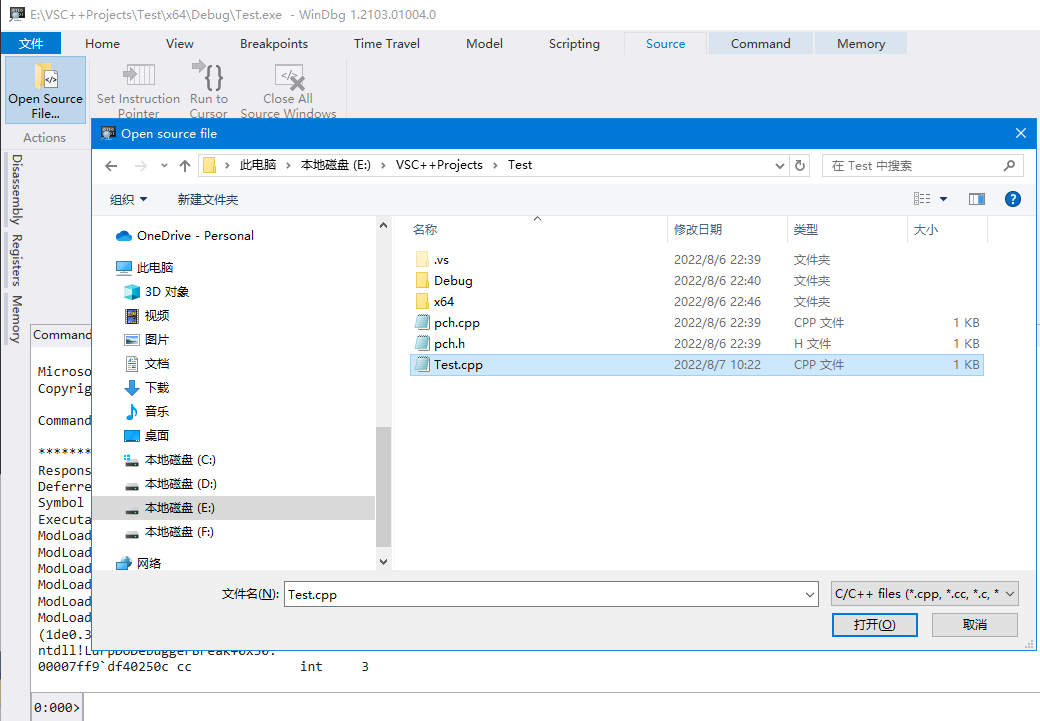 E:\VSC++Projects\Test\x64\Debug\Test.exe - WinDbg 1.2103.01004.0
文件 Home View Breakpoints Time Travel Model Scripting Source Command Memory
Open Source File...
Set Instruction Pointer
Run to Cursor
Close All Source Windows
Actions
Open source file
此电脑 › 本地磁盘 (E:) › VSC++Projects › Test
在 Test 中搜索
组织 新建文件夹
Disassembly
Registers
Memory
OneDrive - Personal
此电脑
3D 对象
视频
图片
文档
下载
音乐
桌面
本地磁盘 (C:)
本地磁盘 (D:)
本地磁盘 (E:)
本地磁盘 (F:)
网络
名称 修改日期 类型 大小
.vs 2022/8/6 22:39 文件夹
Debug 2022/8/6 22:40 文件夹
x64 2022/8/6 22:46 文件夹
pch.cpp 2022/8/6 22:39 CPP 文件 1 KB
pch.h 2022/8/6 22:39 H 文件 1 KB
Test.cpp 2022/8/7 10:22 CPP 文件 1 KB
文件名(N): Test.cpp C/C++ files (*.cpp, *.cc, *.c, *
打开(O) 取消
Command
Microso
Copyrig
Command
*******
Respons
Deferre
Symbol
Executa
ModLoad
ModLoad
ModLoad
ModLoad
ModLoad
ModLoad
(1de0.3
ntdll!LdrpDoDebuggerBreak+0x30:
00007ff9`df40250c cc int 3
0:000>